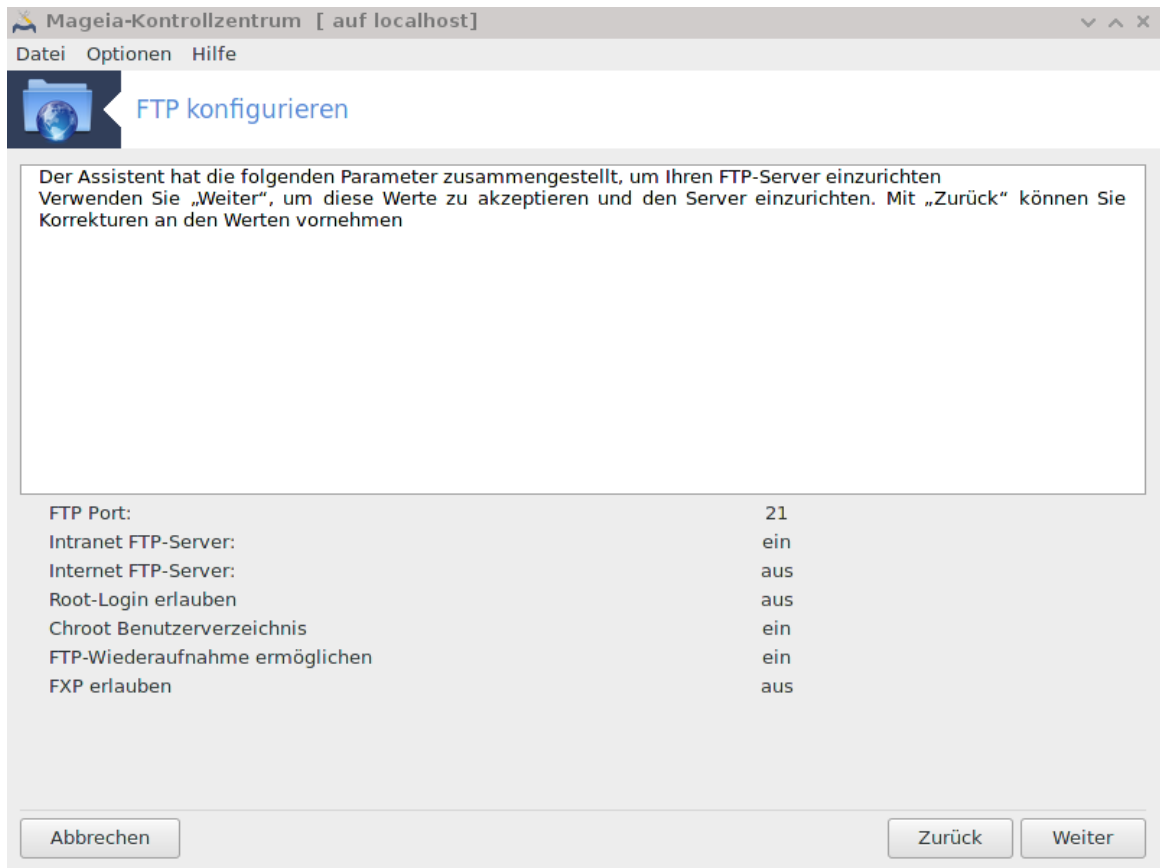 Mageia-Kontrollzentrum [ auf localhost]
Datei Optionen Hilfe
FTP konfigurieren
Der Assistent hat die folgenden Parameter zusammengestellt, um Ihren FTP-Server einzurichten
Verwenden Sie „Weiter“, um diese Werte zu akzeptieren und den Server einzurichten. Mit „Zurück“ können Sie
Korrekturen an den Werten vornehmen
FTP Port: 21
Intranet FTP-Server: ein
Internet FTP-Server: aus
Root-Login erlauben aus
Chroot Benutzerverzeichnis ein
FTP-Wiederaufnahme ermöglichen ein
FXP erlauben aus
Abbrechen Zurück Weiter